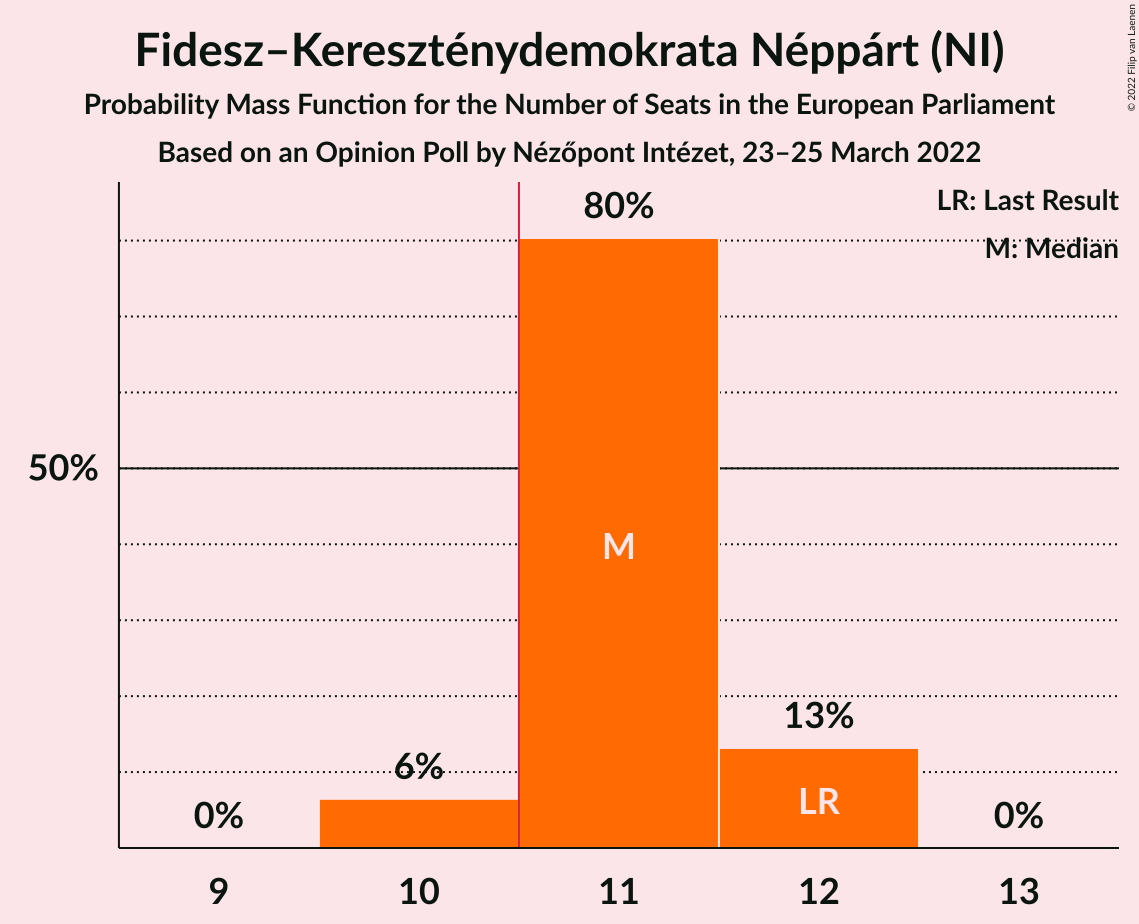 Fidesz–Kereszténydemokrata Néppárt (NI)
Probability Mass Function for the Number of Seats in the European Parliament
Based on an Opinion Poll by Nézőpont Intézet, 23–25 March 2022
© 2022 Filip van Laenen
LR: Last Result
M: Median
80%
50%
M
13%
6%
LR
0%
0%
9 10 11 12 13